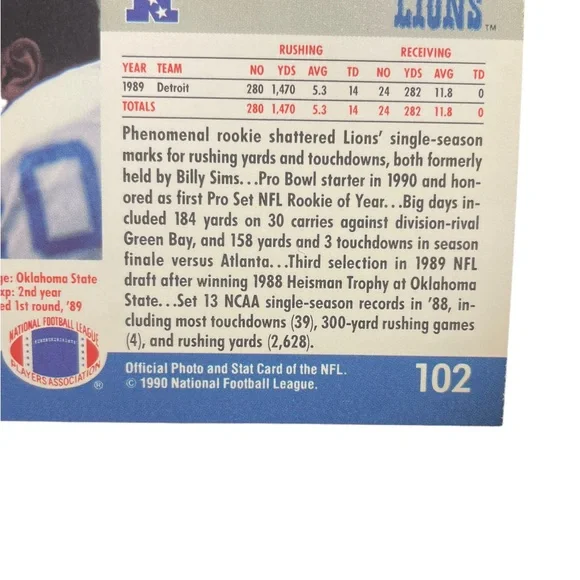 N
LIONS™
RUSHING RECEIVING
YEAR TEAM NO YDS AVG TD NO YDS AVG TD
1989 Detroit 280 1,470 5.3 14 24 282 11.8 0
TOTALS 280 1,470 5.3 14 24 282 11.8 0
Phenomenal rookie shattered Lions' single-season
marks for rushing yards and touchdowns, both formerly
held by Billy Sims...Pro Bowl starter in 1990 and hon-
ored as first Pro Set NFL Rookie of Year...Big days in-
cluded 184 yards on 30 carries against division-rival
Green Bay, and 158 yards and 3 touchdowns in season
finale versus Atlanta...Third selection in 1989 NFL
draft after winning 1988 Heisman Trophy at Oklahoma
State...Set 13 NCAA single-season records in '88, in-
cluding most touchdowns (39), 300-yard rushing games
(4), and rushing yards (2,628).
ge: Oklahoma State
xp: 2nd year
ed 1st round, '89
NATIONAL FOOTBALL LEAGUE
PLAYERS ASSOCIATION
®
Official Photo and Stat Card of the NFL.
© 1990 National Football League.
102